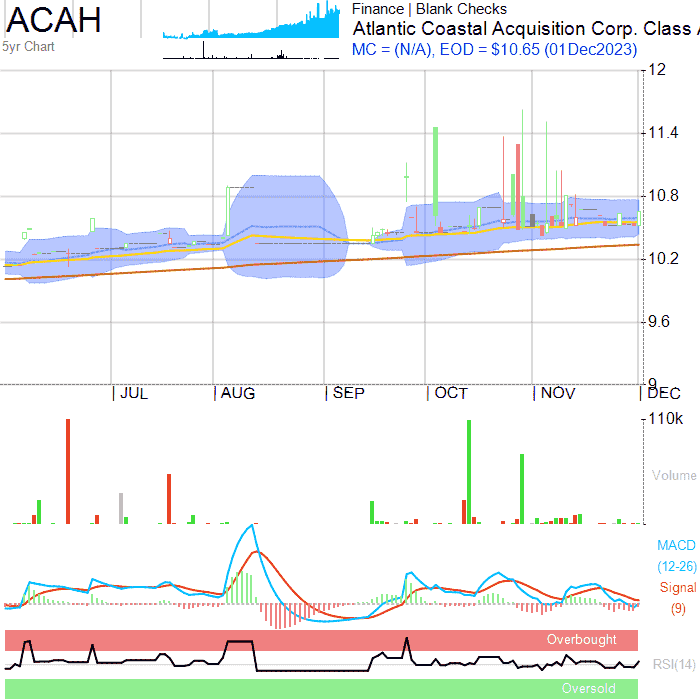 ACAH
5yr Chart
Finance | Blank Checks
Atlantic Coastal Acquisition Corp. Class A
MC = (N/A), EOD = $10.65 (01Dec2023)
12
11.4
10.8
10.2
9.6
9
JUL
AUG
SEP
OCT
NOV
DEC
110k
Volume
MACD
(12-26)
Signal
(9)
Overbought
RSI(14)
Oversold